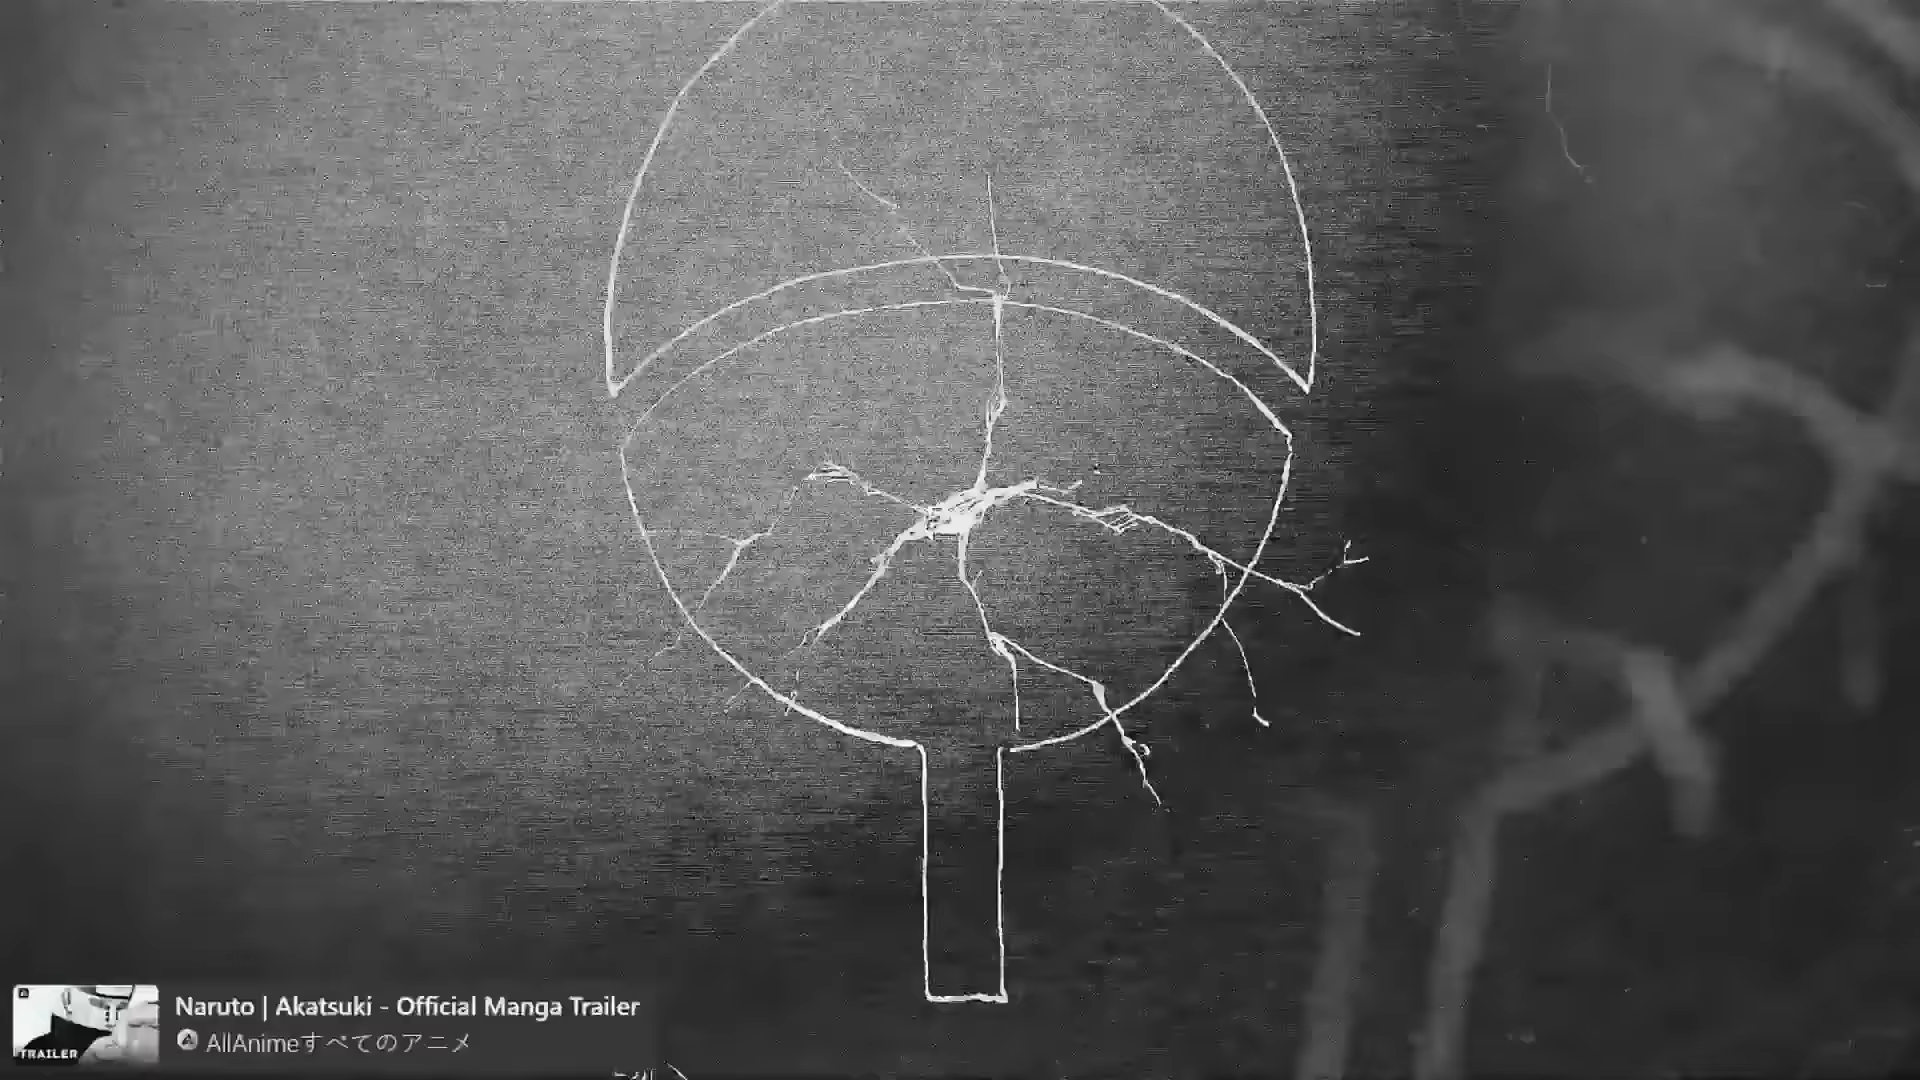 Naruto | Akatsuki - Official Manga Trailer
AllAnimeすべてのアニメ
TRAILER